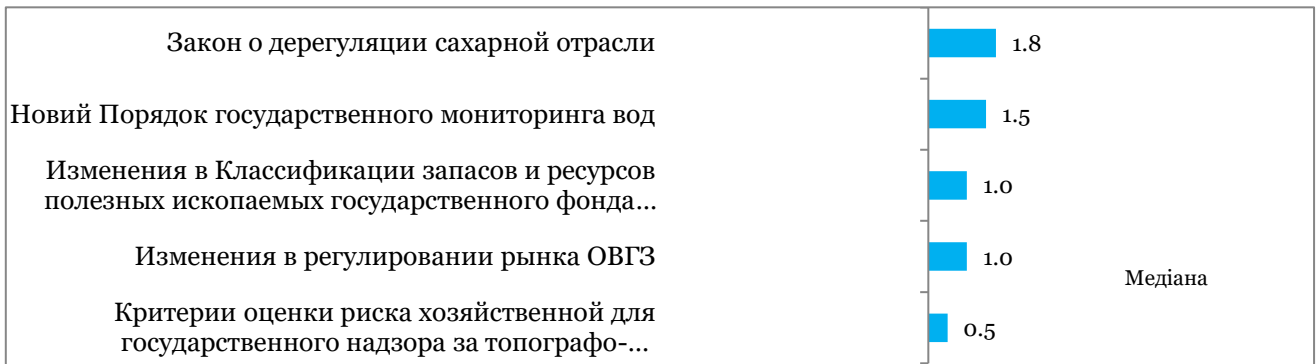 Закон о дерегуляции сахарной отрасли
1.8
Новий Порядок государственного мониторинга вод
1.5
Изменения в Классификации запасов и ресурсов
полезных ископаемых государственного фонда...
1.0
Изменения в регулировании рынка ОВГЗ
1.0
Медіана
Критерии оценки риска хозяйственной для
государственного надзора за топографо-...
0.5